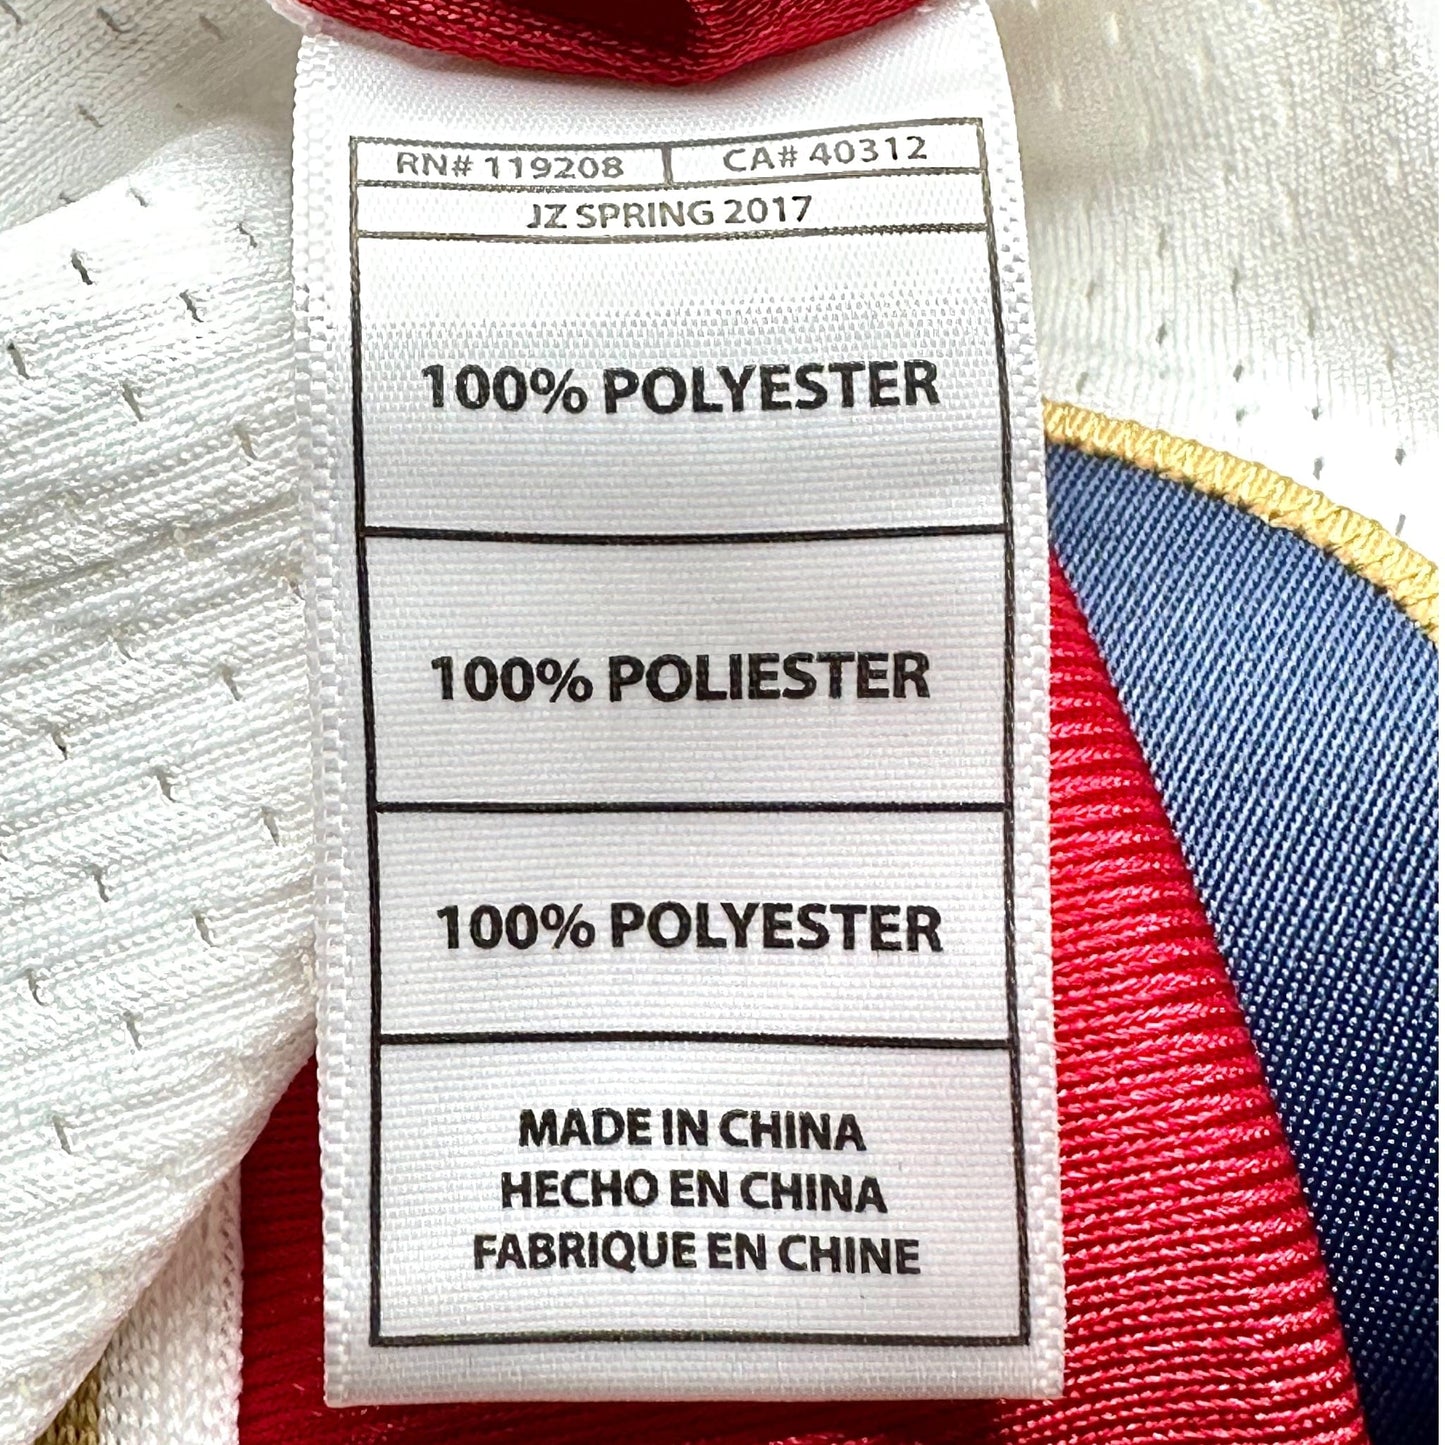 RN# 119208 CA# 40312
JZ SPRING 2017
100% POLYESTER
100% POLIESTER
100% POLYESTER
MADE IN CHINA
HECHO EN CHINA
FABRIQUE EN CHINE